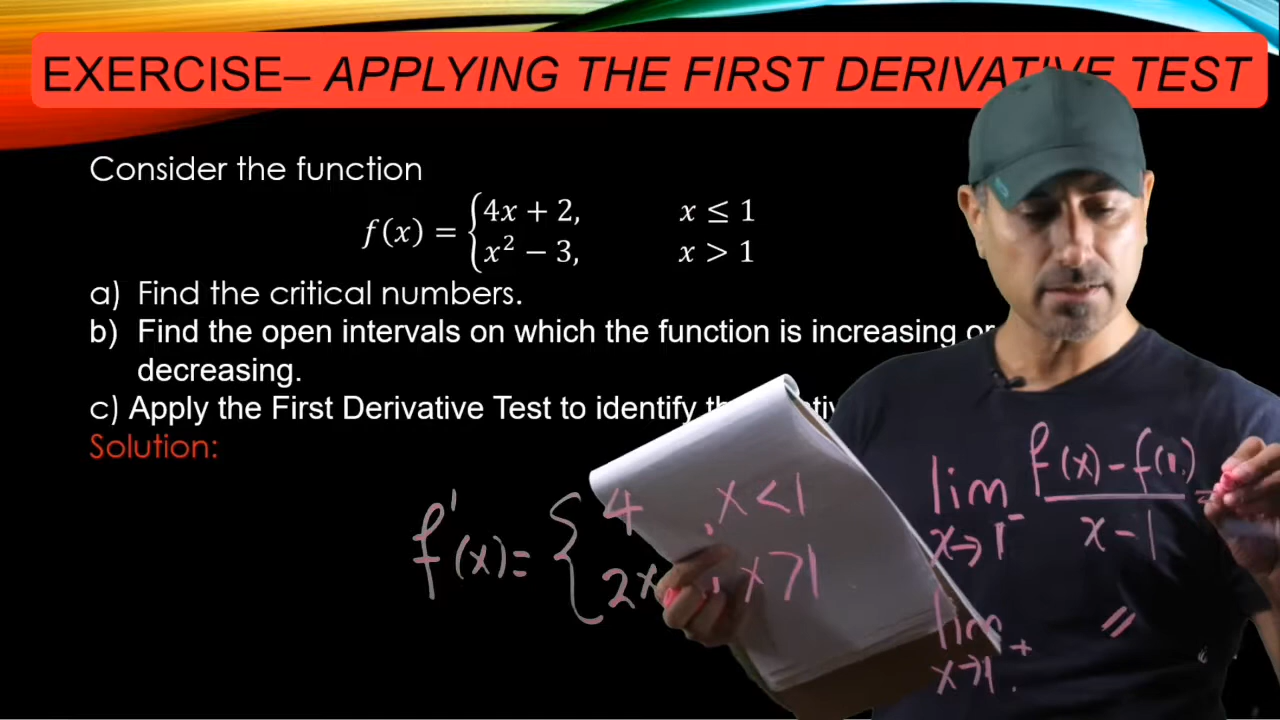 EXERCISE– APPLYING THE FIRST DERIVATIVE TEST
Consider the function
f(x) = {4x + 2, x ≤ 1
x² − 3, x > 1
a) Find the critical numbers.
b) Find the open intervals on which the function is increasing or
decreasing.
c) Apply the First Derivative Test to identify
Solution:
f'(x) = { 4 , x < 1
2x , x > 1
lim x→1⁻ f(x) − f(1) / x − 1 =
lim x→1⁺ //